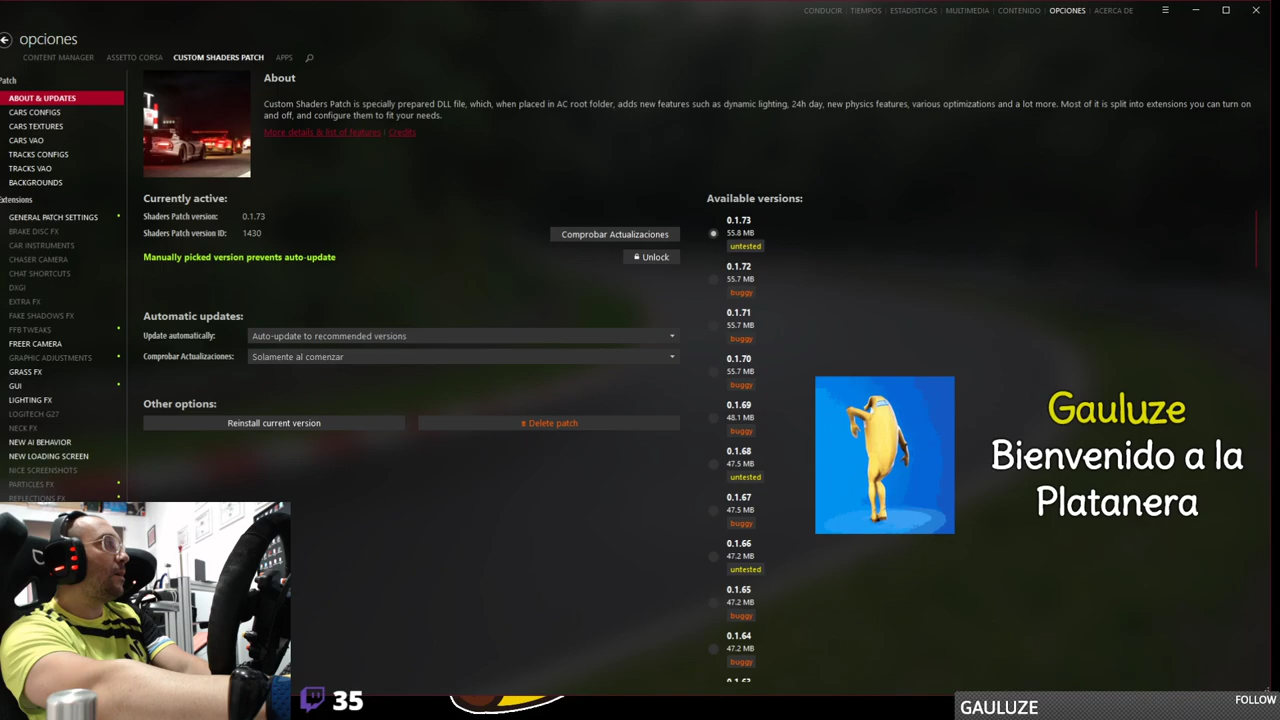 CONDUCIR | TIEMPOS | ESTADISTICAS | MULTIMEDIA | CONTENIDO | OPCIONES | ACERCA DE
opciones
CONTENT MANAGER ASSETTO CORSA CUSTOM SHADERS PATCH APPS
Patch
ABOUT & UPDATES
CARS CONFIGS
CARS TEXTURES
CARS VAO
TRACKS CONFIGS
TRACKS VAO
BACKGROUNDS
Extensions
GENERAL PATCH SETTINGS
BRAKE DISC FX
CAR INSTRUMENTS
CHASER CAMERA
CHAT SHORTCUTS
DXGI
EXTRA FX
FAKE SHADOWS FX
FFB TWEAKS
FREER CAMERA
GRAPHIC ADJUSTMENTS
GRASS FX
GUI
LIGHTING FX
LOGITECH G27
NECK FX
NEW AI BEHAVIOR
NEW LOADING SCREEN
NICE SCREENSHOTS
PARTICLES FX
REFLECTIONS FX
About
Custom Shaders Patch is specially prepared DLL file, which, when placed in AC root folder, adds new features such as dynamic lighting, 24h day, new physics features, various optimizations and a lot more. Most of it is split into extensions you can turn on
and off, and configure them to fit your needs.
More details & list of features | Credits
Currently active:
Shaders Patch version: 0.1.73
Shaders Patch version ID: 1430
Manually picked version prevents auto-update
Comprobar Actualizaciones
Unlock
Automatic updates:
Update automatically: Auto-update to recommended versions
Comprobar Actualizaciones: Solamente al comenzar
Other options:
Reinstall current version Delete patch
Available versions:
0.1.73
55.8 MB
untested
0.1.72
55.7 MB
buggy
0.1.71
55.7 MB
buggy
0.1.70
55.7 MB
buggy
0.1.69
48.1 MB
buggy
0.1.68
47.5 MB
untested
0.1.67
47.5 MB
buggy
0.1.66
47.2 MB
untested
0.1.65
47.2 MB
buggy
0.1.64
47.2 MB
buggy
0.1.63
Gauluze
Bienvenido a la
Platanera
35
GAULUZE
FOLLOW